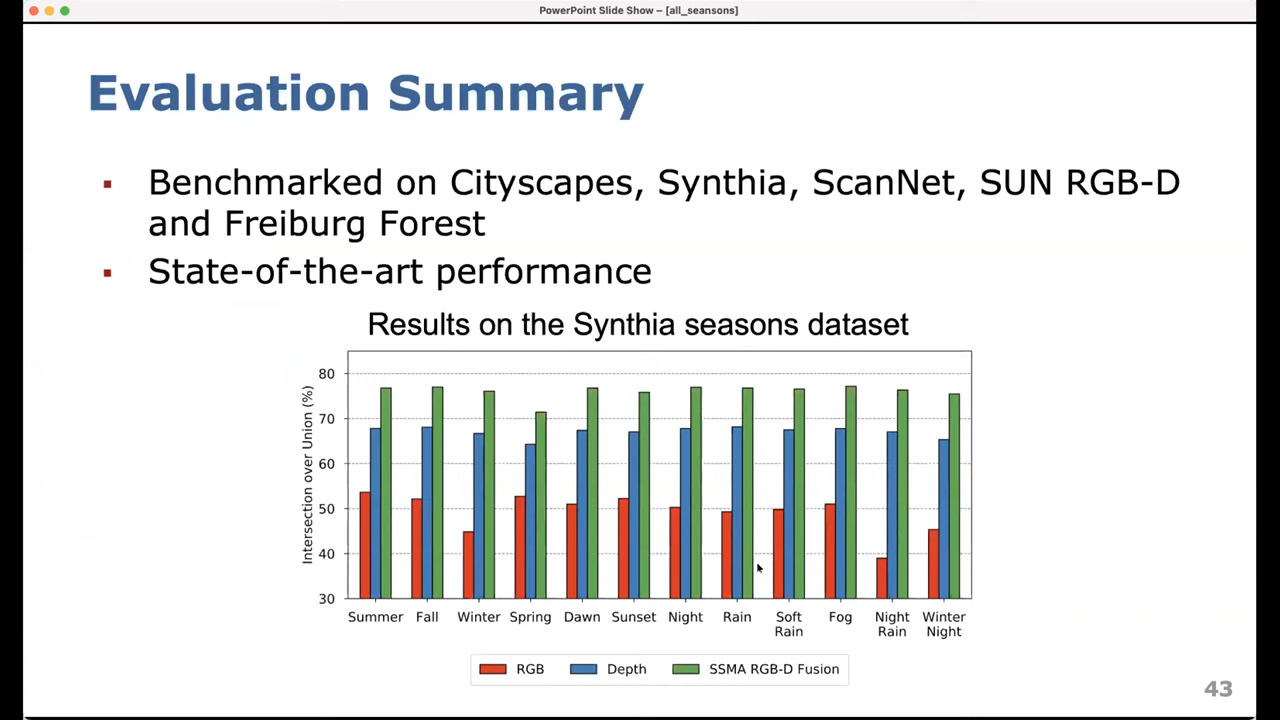 PowerPoint Slide Show – [all_seansons]
Evaluation Summary
▪ Benchmarked on Cityscapes, Synthia, ScanNet, SUN RGB-D
and Freiburg Forest
▪ State-of-the-art performance
Results on the Synthia seasons dataset
Intersection over Union (%)
80
70
60
50
40
30
Summer Fall Winter Spring Dawn Sunset Night Rain Soft Rain Fog Night Rain Winter Night
RGB Depth SSMA RGB-D Fusion
43